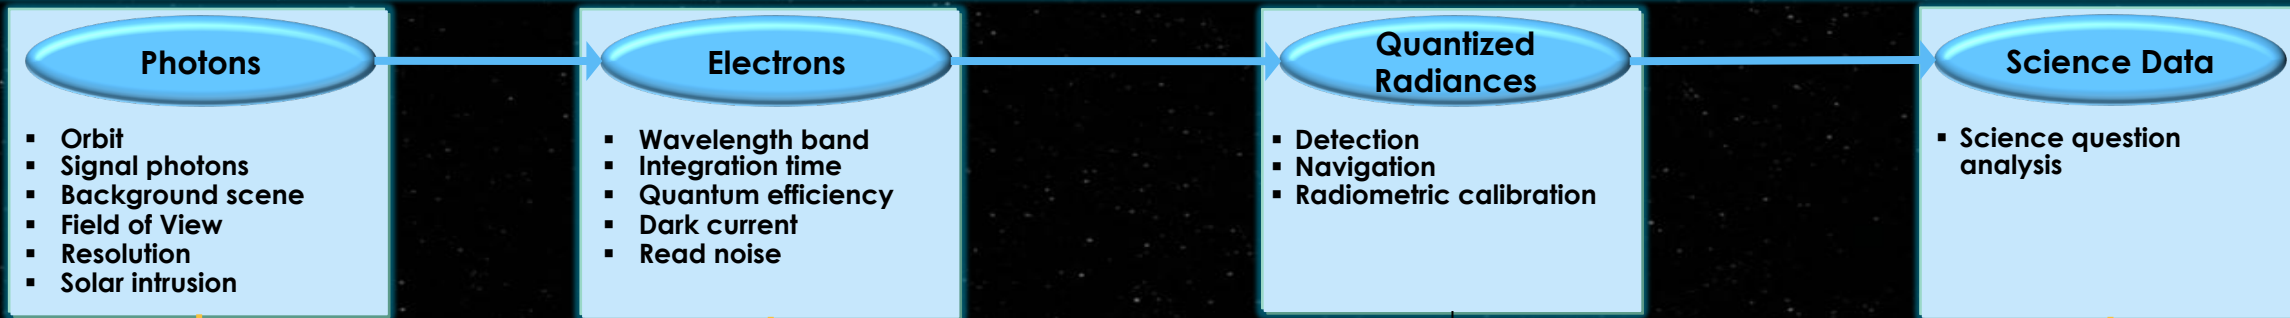 Photons
▪ Orbit
▪ Signal photons
▪ Background scene
▪ Field of View
▪ Resolution
▪ Solar intrusion
Electrons
▪ Wavelength band
▪ Integration time
▪ Quantum efficiency
▪ Dark current
▪ Read noise
Quantized
Radiances
▪ Detection
▪ Navigation
▪ Radiometric calibration
Science Data
▪ Science question
analysis